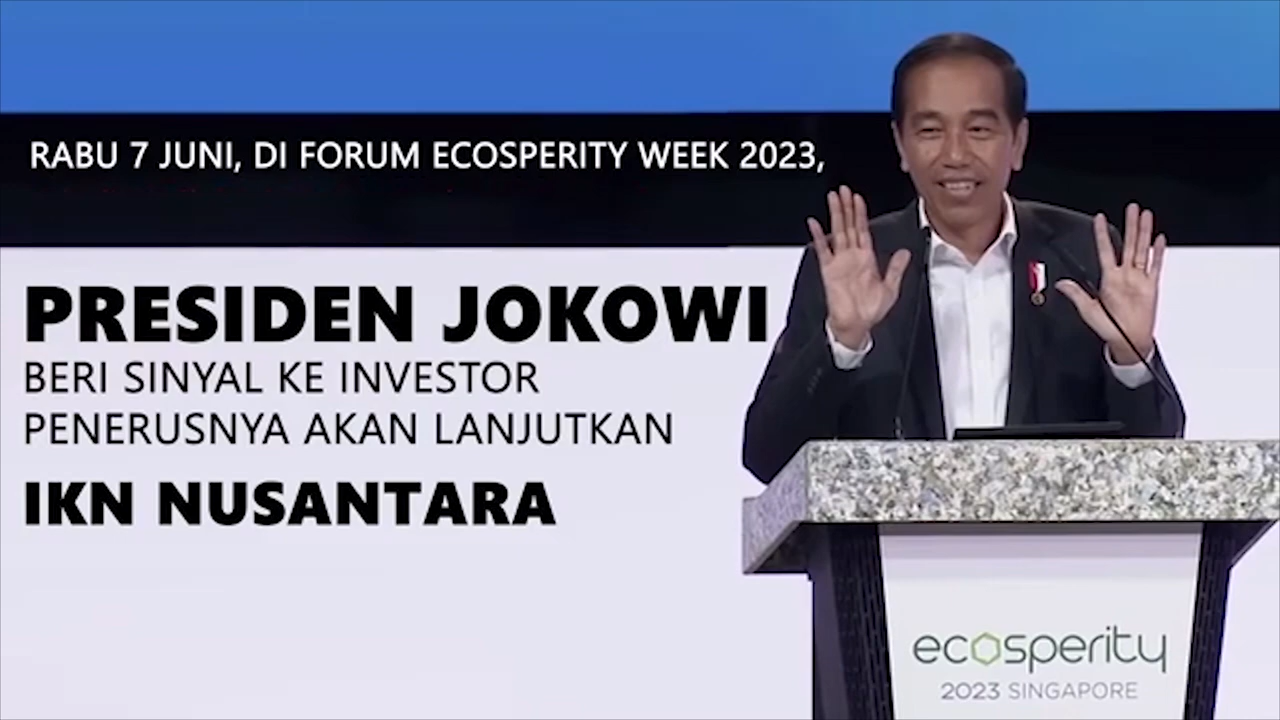 RABU 7 JUNI, DI FORUM ECOSPERITY WEEK 2023,
PRESIDEN JOKOWI
BERI SINYAL KE INVESTOR
PENERUSNYA AKAN LANJUTKAN
IKN NUSANTARA
ecosperity
2023 SINGAPORE